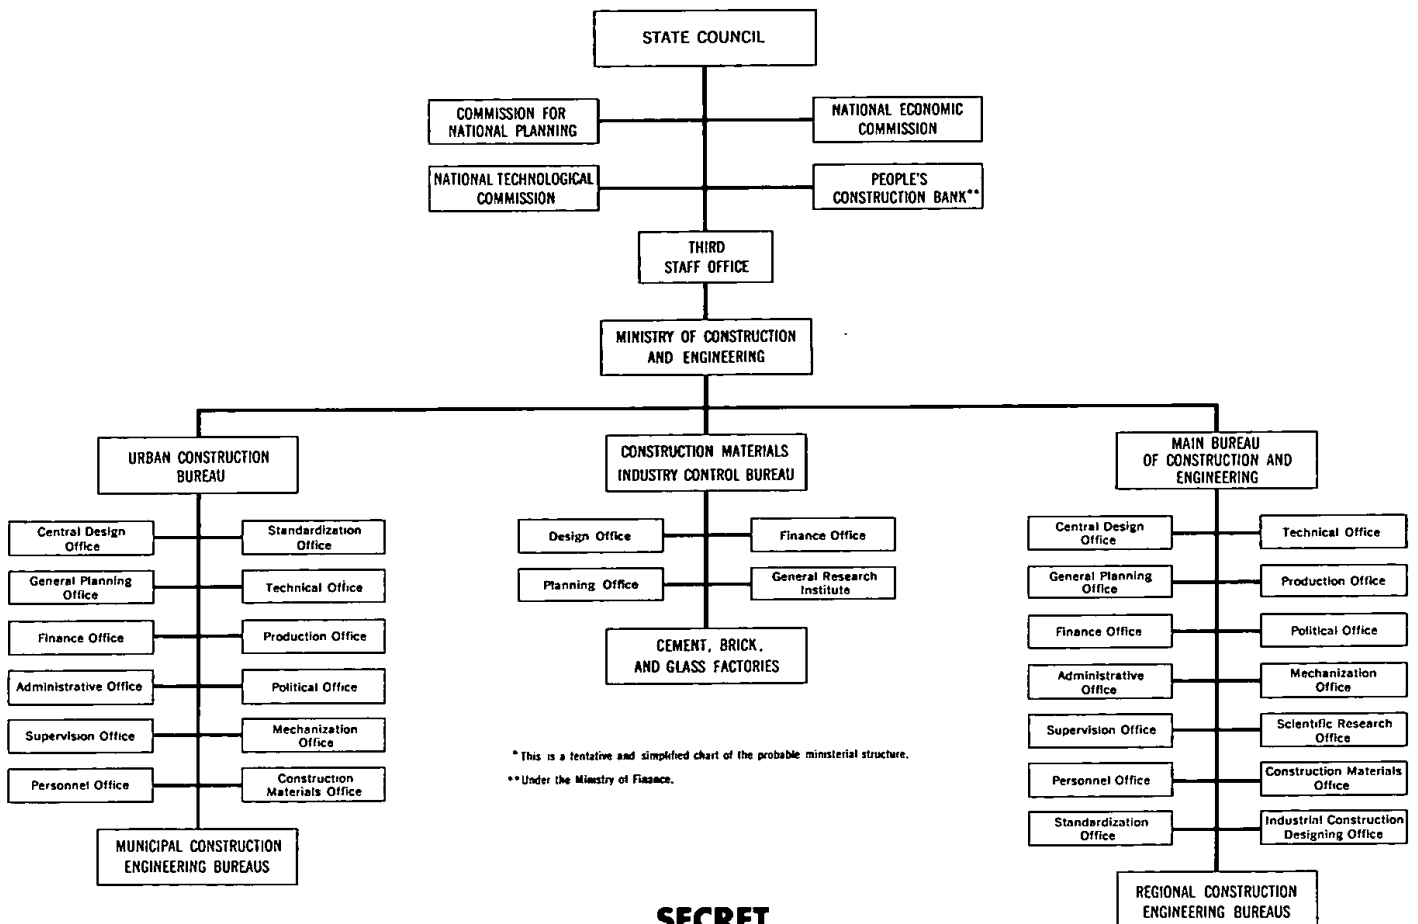 STATE COUNCIL
COMMISSION FOR
NATIONAL PLANNING
NATIONAL ECONOMIC
COMMISSION
NATIONAL TECHNOLOGICAL
COMMISSION
PEOPLE'S
CONSTRUCTION BANK**
THIRD
STAFF OFFICE
MINISTRY OF CONSTRUCTION
AND ENGINEERING
URBAN CONSTRUCTION
BUREAU
Central Design
Office
Standardization
Office
General Planning
Office
Technical Office
Finance Office
Production Office
Administrative Office
Political Office
Supervision Office
Mechanization
Office
Personnel Office
Construction
Materials Office
MUNICIPAL CONSTRUCTION
ENGINEERING BUREAUS
CONSTRUCTION MATERIALS
INDUSTRY CONTROL BUREAU
Design Office
Finance Office
Planning Office
General Research
Institute
CEMENT, BRICK,
AND GLASS FACTORIES
* This is a tentative and simplified chart of the probable ministerial structure.
** Under the Ministry of Finance.
MAIN BUREAU
OF CONSTRUCTION AND
ENGINEERING
Central Design
Office
Technical Office
General Planning
Office
Production Office
Finance Office
Political Office
Administrative
Office
Mechanization
Office
Supervision Office
Scientific Research
Office
Personnel Office
Construction Materials
Office
Standardization
Office
Industrial Construction
Designing Office
REGIONAL CONSTRUCTION
ENGINEERING BUREAUS
SECRET